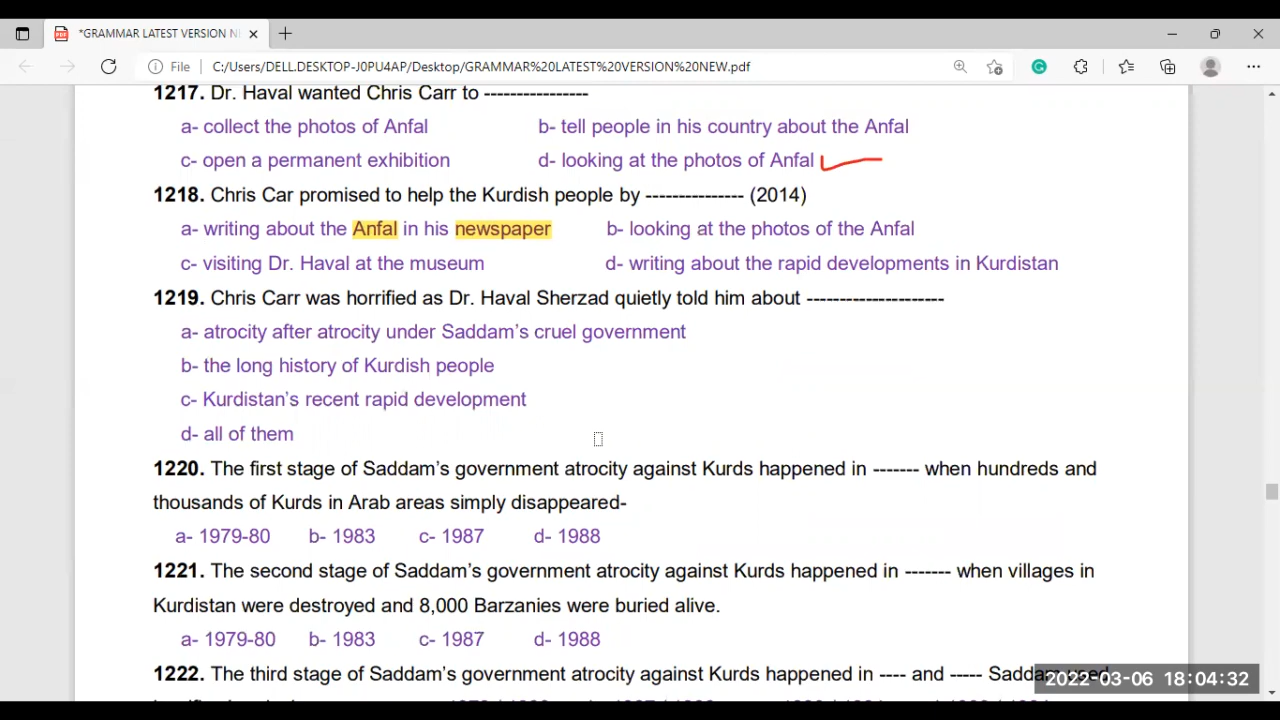 *GRAMMAR LATEST VERSION N
File C:/Users/DELL.DESKTOP-J0PU4AP/Desktop/GRAMMAR%20LATEST%20VERSION%20NEW.pdf
1217. Dr. Haval wanted Chris Carr to ----------------
a- collect the photos of Anfal b- tell people in his country about the Anfal
c- open a permanent exhibition d- looking at the photos of Anfal
1218. Chris Car promised to help the Kurdish people by --------------- (2014)
a- writing about the Anfal in his newspaper b- looking at the photos of the Anfal
c- visiting Dr. Haval at the museum d- writing about the rapid developments in Kurdistan
1219. Chris Carr was horrified as Dr. Haval Sherzad quietly told him about ---------------------
a- atrocity after atrocity under Saddam’s cruel government
b- the long history of Kurdish people
c- Kurdistan’s recent rapid development
d- all of them
1220. The first stage of Saddam’s government atrocity against Kurds happened in ------- when hundreds and
thousands of Kurds in Arab areas simply disappeared-
a- 1979-80 b- 1983 c- 1987 d- 1988
1221. The second stage of Saddam’s government atrocity against Kurds happened in ------- when villages in
Kurdistan were destroyed and 8,000 Barzanies were buried alive.
a- 1979-80 b- 1983 c- 1987 d- 1988
1222. The third stage of Saddam’s government atrocity against Kurds happened in ---- and ----- Saddam used
2022-03-06 18:04:32